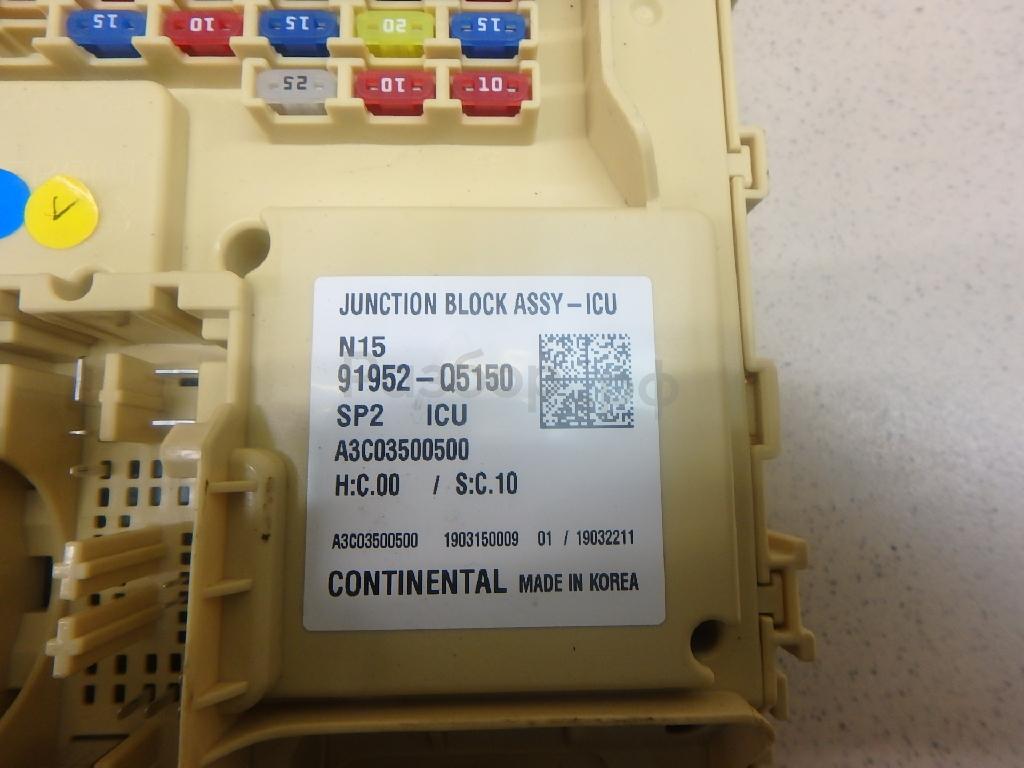 15 10 15 20 15
25 10 10
JUNCTION BLOCK ASSY-ICU
N15
91952-Q5150
SP2 ICU
A3C03500500
H:C.00 / S:C.10
A3C03500500 1903150009 01 / 19032211
CONTINENTAL MADE IN KOREA